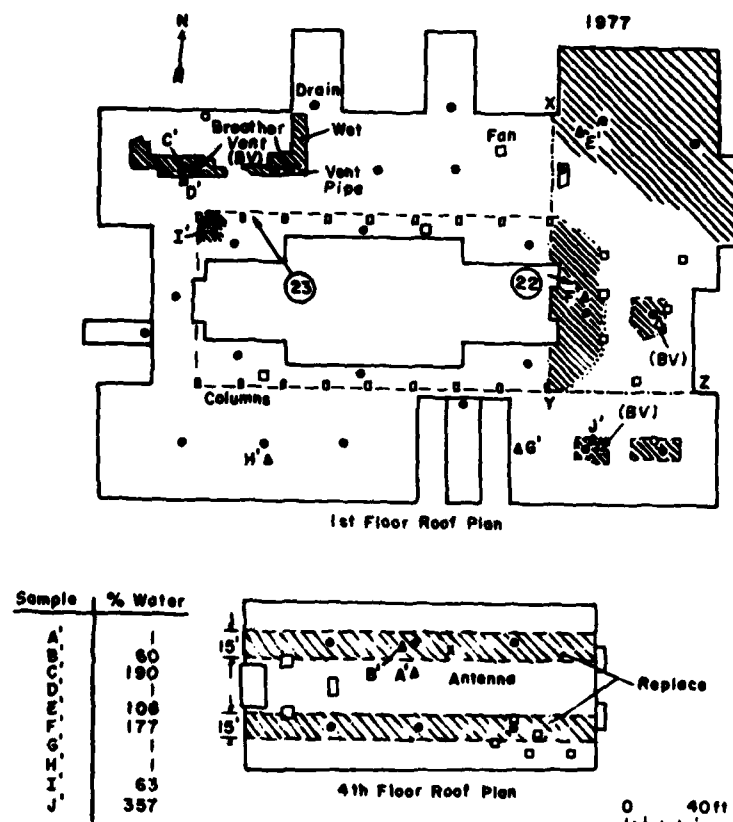 N
1977
Drain
X
C'
Breather
Vent
(BV)
Wet
Fan
E'
Vent
Pipe
D'
I'
23
22
F'
(BV)
Columns
Y
Z
J'
(BV)
H'
G'
1st Floor Roof Plan
Sample | % Water
A' 1
B' 60
C' 190
D' 1
E' 108
F' 177
G' 1
H' 1
I' 63
J' 357
15'
B'
A'
Antenna
Replace
15'
4th Floor Roof Plan
0 40ft